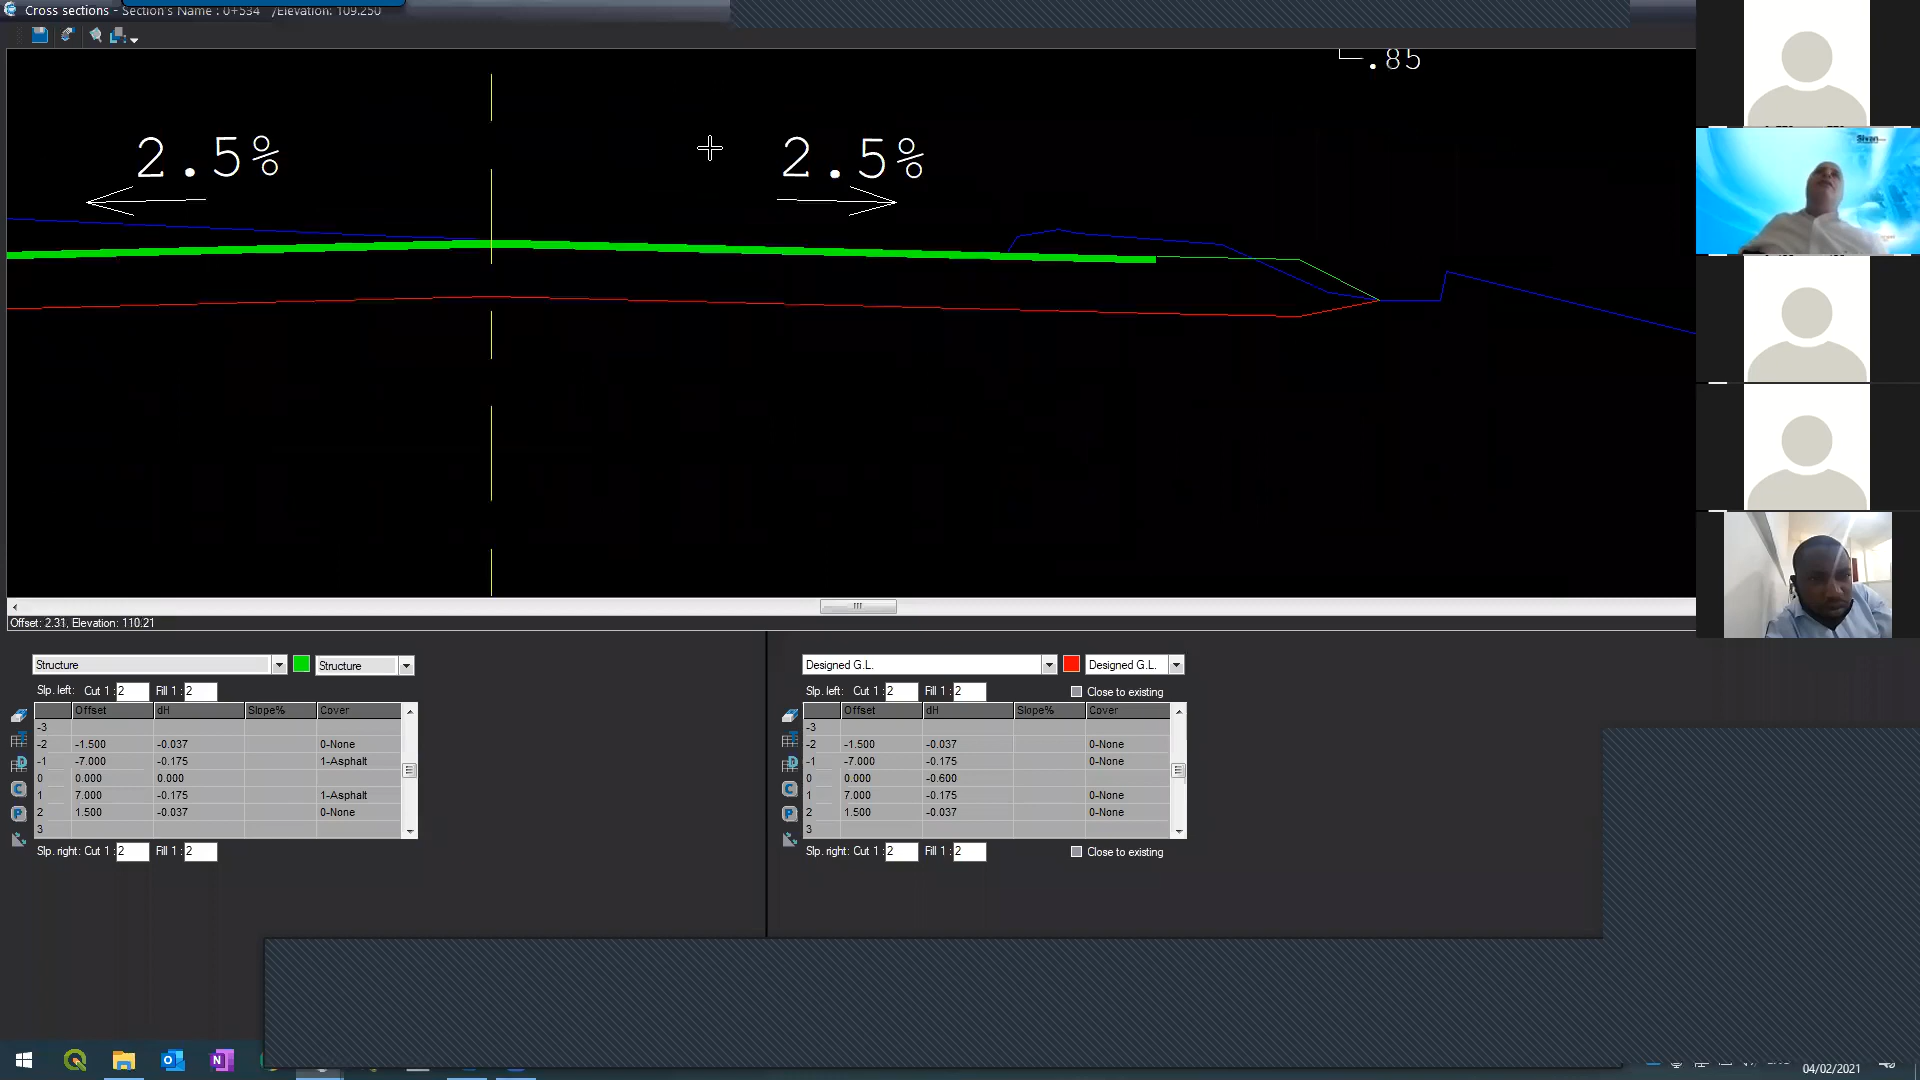 Cross sections - Section's Name : 0+534 /Elevation: 109.250
.85
2.5%
2.5%
Offset: 2.31, Elevation: 110.21
Structure
Structure
Slp. left: Cut 1 : 2 Fill 1 : 2
Offset dH Slope% Cover
-3
-2 -1.500 -0.037 0-None
-1 -7.000 -0.175 1-Asphalt
0 0.000 0.000
1 7.000 -0.175 1-Asphalt
2 1.500 -0.037 0-None
3
Slp. right: Cut 1 : 2 Fill 1 : 2
Designed G.L.
Designed G.L.
Slp. left: Cut 1 : 2 Fill 1 : 2 Close to existing
Offset dH Slope% Cover
-3
-2 -1.500 -0.037 0-None
-1 -7.000 -0.175 0-None
0 0.000 -0.600
1 7.000 -0.175 0-None
2 1.500 -0.037 0-None
3
Slp. right: Cut 1 : 2 Fill 1 : 2 Close to existing
04/02/2021